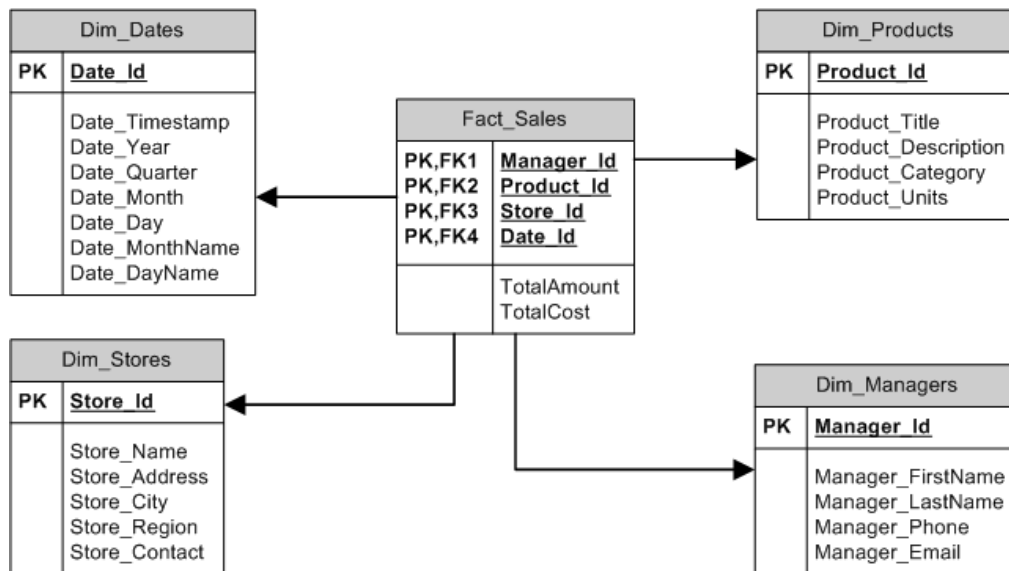 Dim_Dates
PK Date_Id
Date_Timestamp
Date_Year
Date_Quarter
Date_Month
Date_Day
Date_MonthName
Date_DayName
Dim_Stores
PK Store_Id
Store_Name
Store_Address
Store_City
Store_Region
Store_Contact
Fact_Sales
PK,FK1 Manager_Id
PK,FK2 Product_Id
PK,FK3 Store_Id
PK,FK4 Date_Id
TotalAmount
TotalCost
Dim_Products
PK Product_Id
Product_Title
Product_Description
Product_Category
Product_Units
Dim_Managers
PK Manager_Id
Manager_FirstName
Manager_LastName
Manager_Phone
Manager_Email